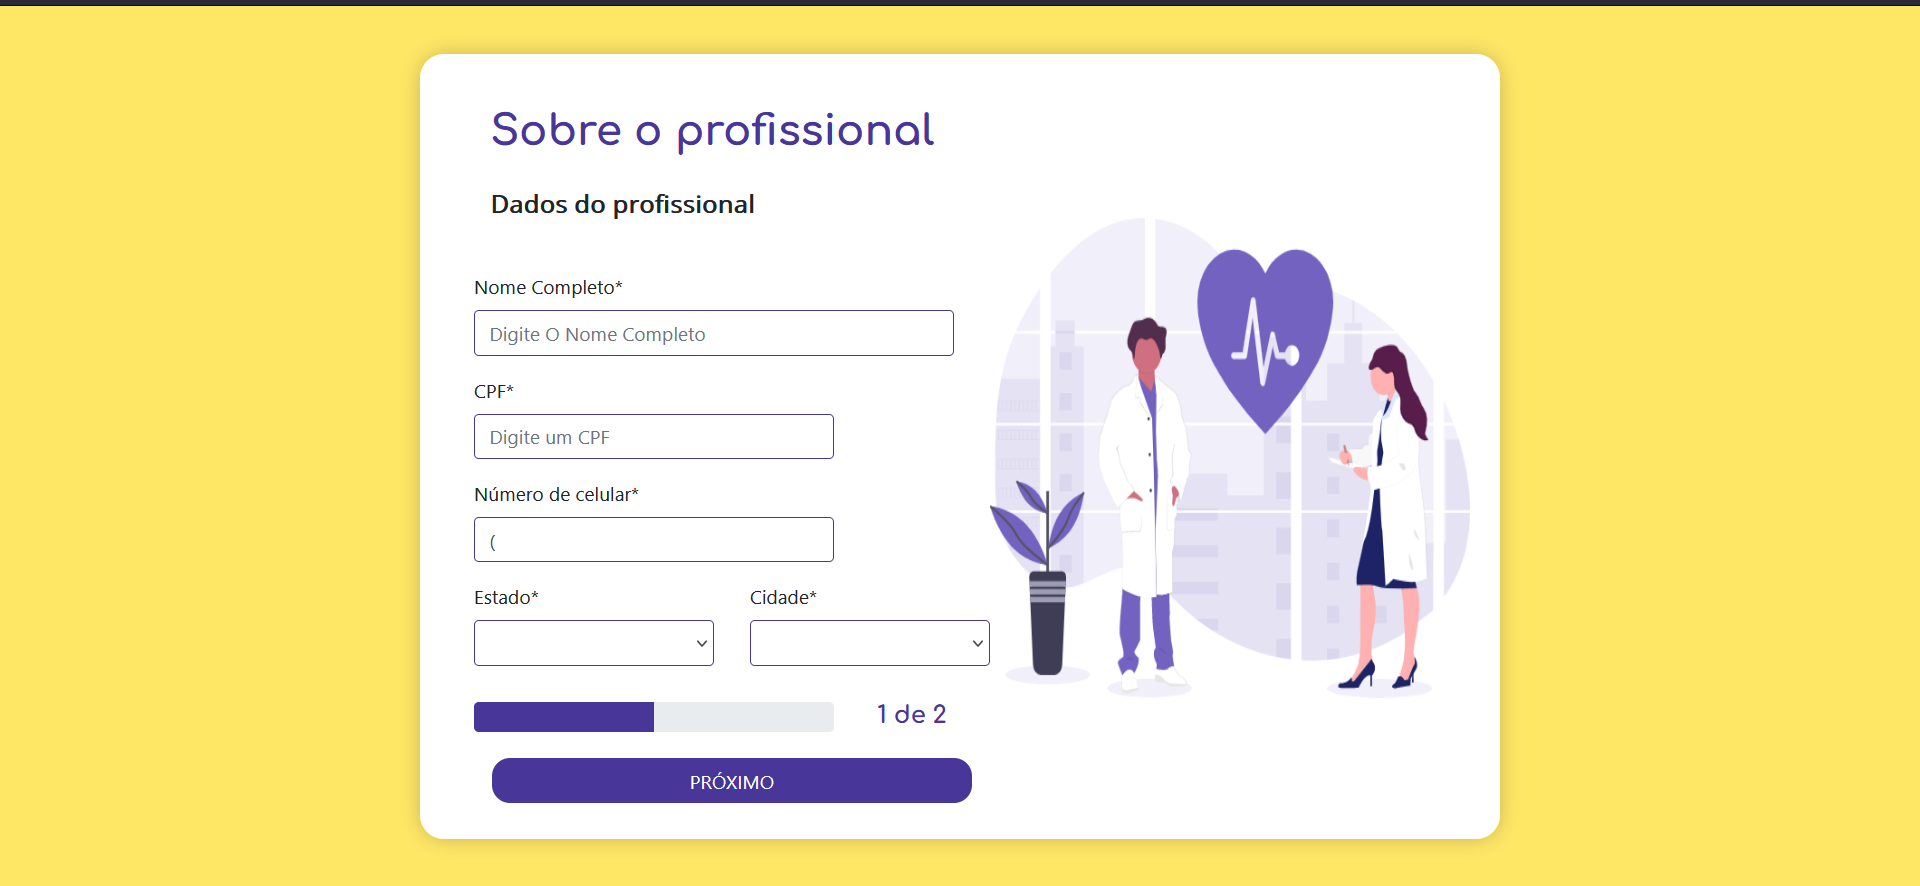 Sobre o profissional
Dados do profissional
Nome Completo*
Digite O Nome Completo
CPF*
Digite um CPF
Número de celular*
(
Estado* Cidade*
1 de 2
PRÓXIMO